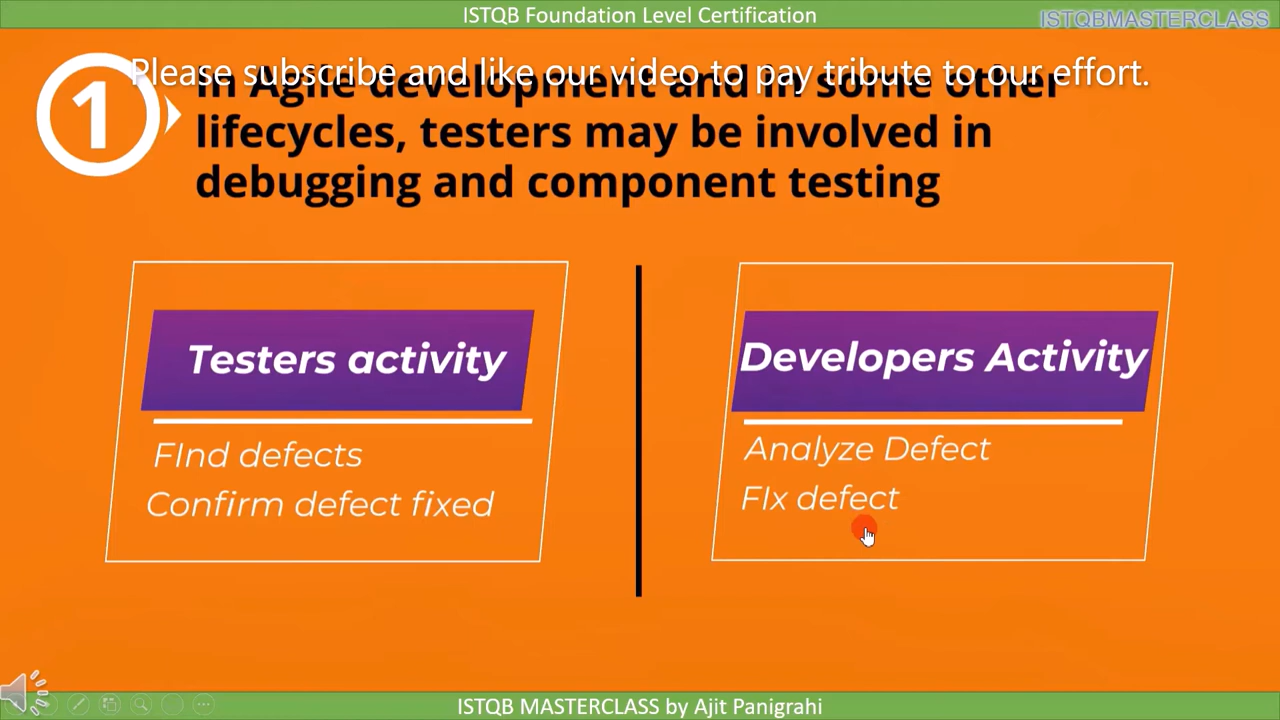 ISTQB Foundation Level Certification
ISTQBMASTERCLASS
Please subscribe and like our video to pay tribute to our effort.
1
In Agile development and in some other
lifecycles, testers may be involved in
debugging and component testing
Testers activity
FInd defects
Confirm defect fixed
Developers Activity
Analyze Defect
FIx defect
ISTQB MASTERCLASS by Ajit Panigrahi